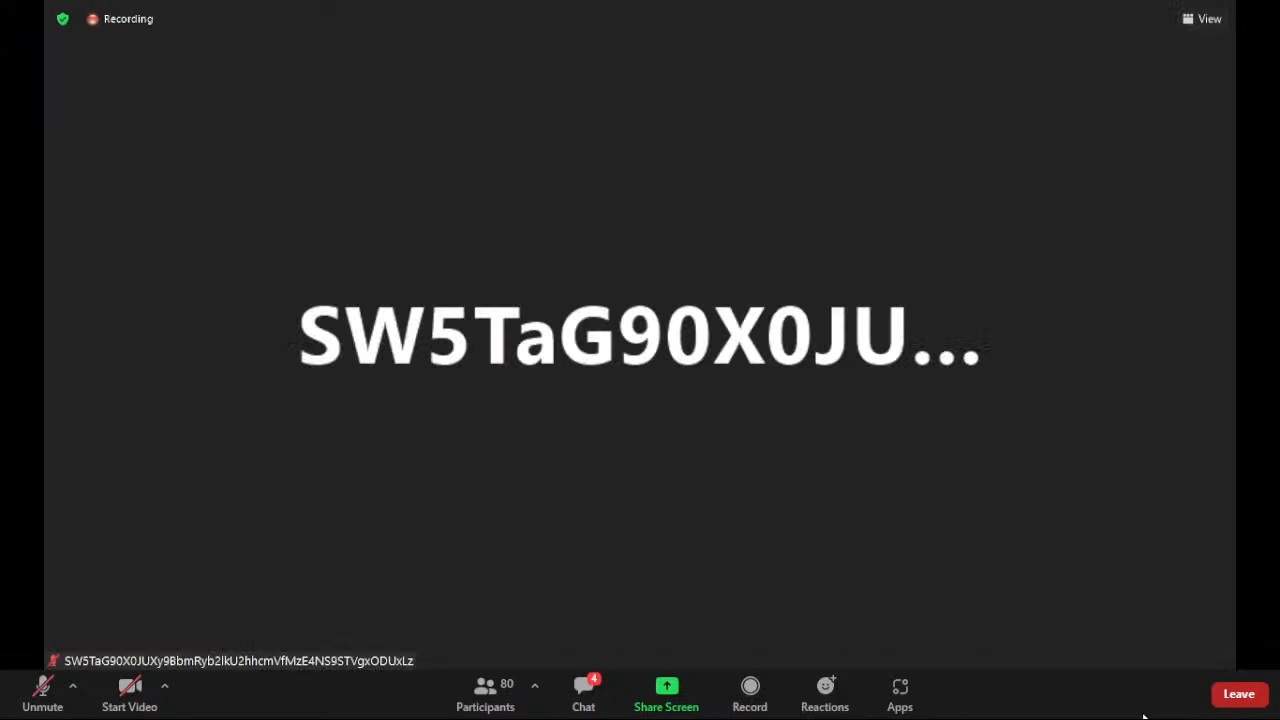 Recording
View
SW5TaG90X0JU...
SW5TaG90X0JUXy9BbmRyb2lkU2hhcmVfMzE4NS9STVgxODUxLz
Unmute
Start Video
80
Participants
4
Chat
Share Screen
Record
Reactions
Apps
Leave